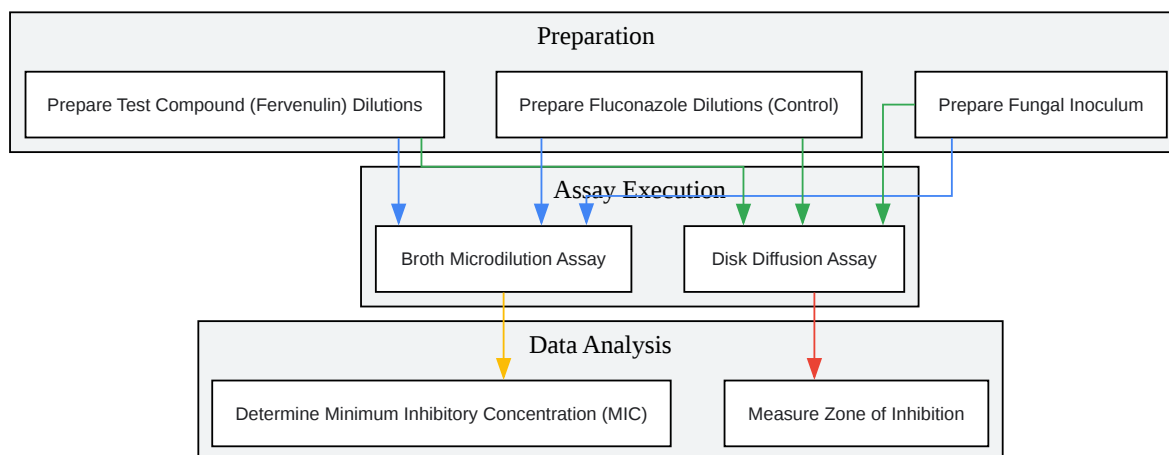 Preparation
Prepare Test Compound (Fervenulin) Dilutions
Prepare Fluconazole Dilutions (Control)
Prepare Fungal Inoculum
Assay Execution
Broth Microdilution Assay
Disk Diffusion Assay
Data Analysis
Determine Minimum Inhibitory Concentration (MIC)
Measure Zone of Inhibition